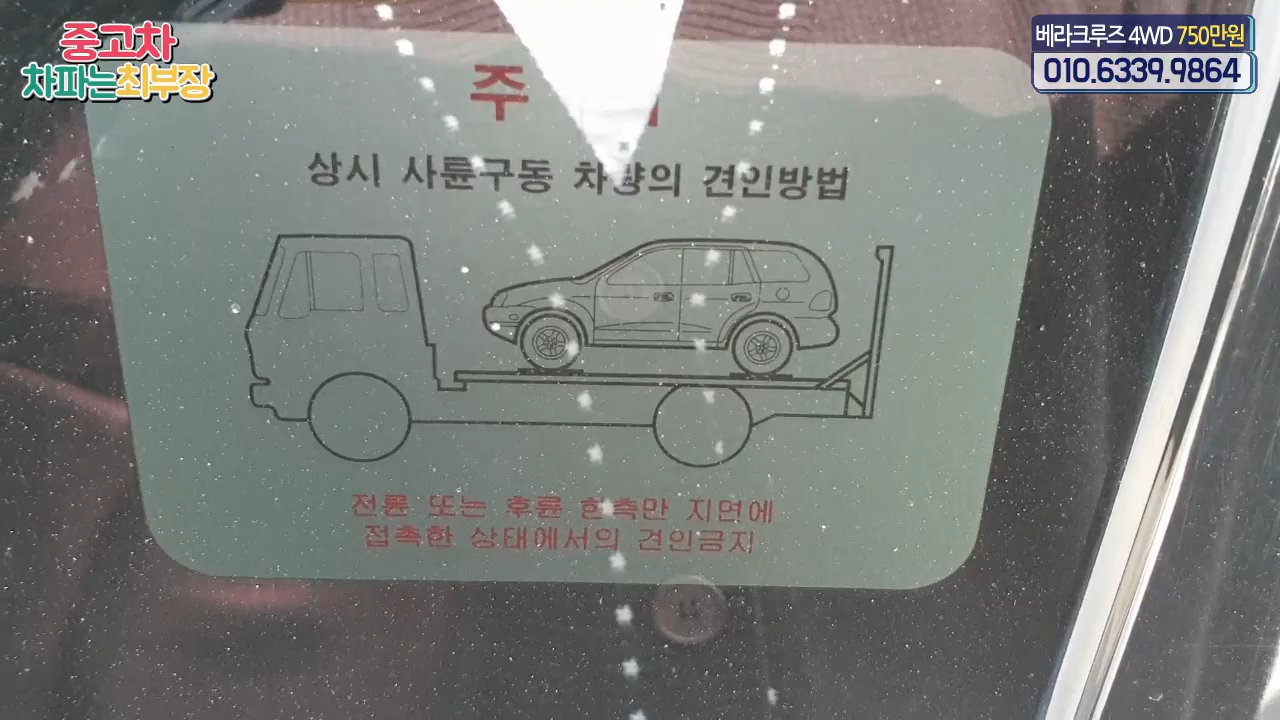 중고차
차파는최부장
베라크루즈 4WD 750만원
010.6339.9864
주
상시 사륜구동 차량의 견인방법
전륜 또는 후륜 한측만 지면에
접촉한 상태에서의 견인금지